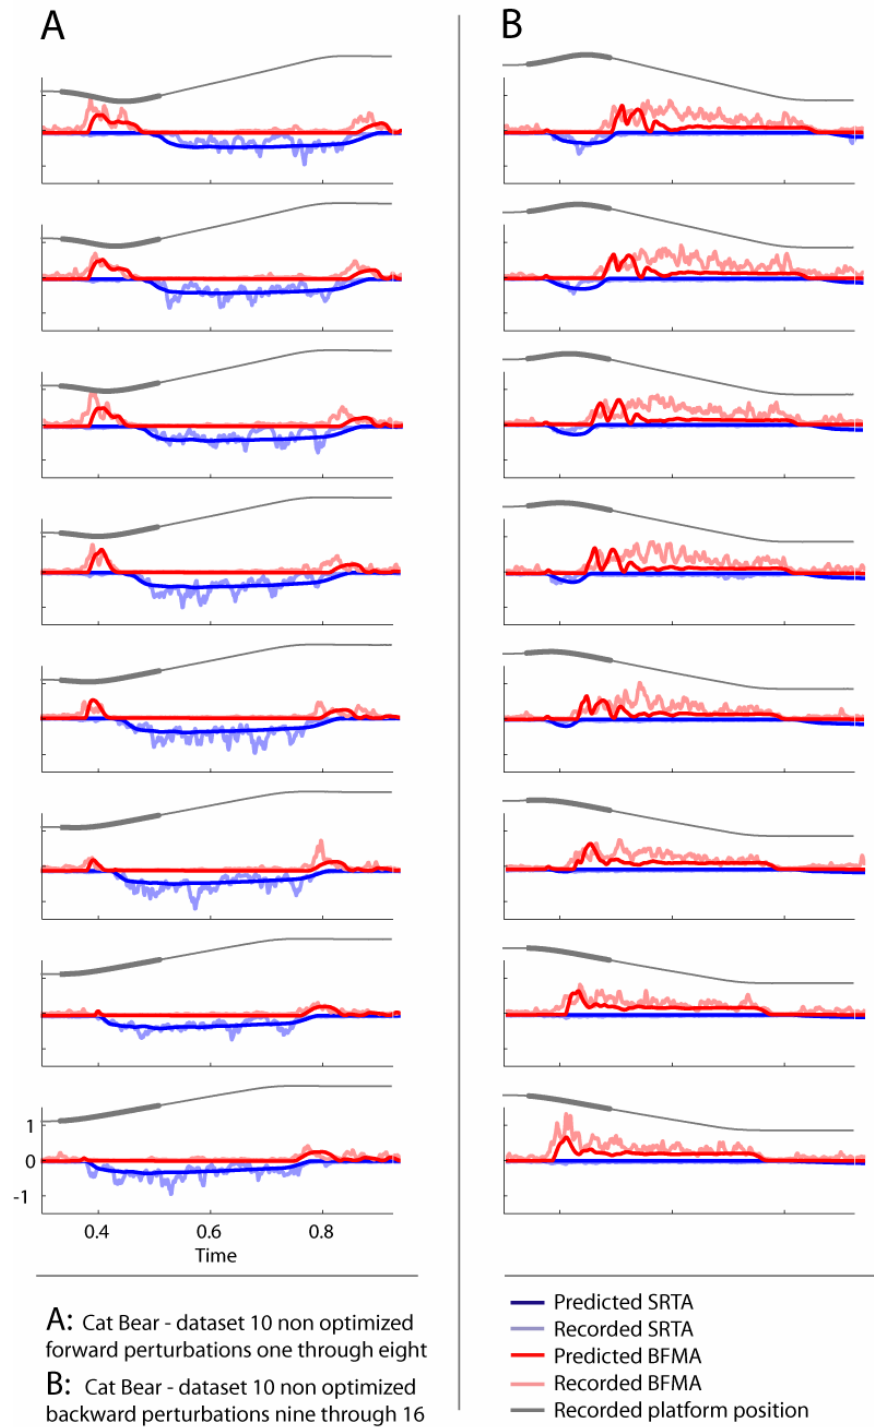 A
B
1
0
-1
0.4 0.6 0.8
Time
A: Cat Bear - dataset 10 non optimized
forward perturbations one through eight
B: Cat Bear - dataset 10 non optimized
backward perturbations nine through 16
Predicted SRTA
Recorded SRTA
Predicted BFMA
Recorded BFMA
Recorded platform position